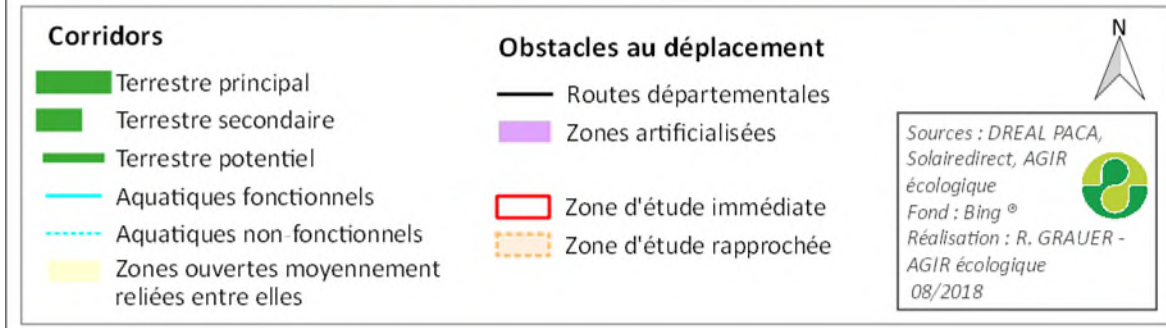 Corridors
Terrestre principal
Terrestre secondaire
Terrestre potentiel
Aquatiques fonctionnels
Aquatiques non-fonctionnels
Zones ouvertes moyennement
reliées entre elles
Obstacles au déplacement
Routes départementales
Zones artificialisées
Zone d'étude immédiate
Zone d'étude rapprochée
N
Sources : DREAL PACA,
Solairedirect, AGIR
écologique
Fond : Bing ®
Réalisation : R. GRAUER -
AGIR écologique
08/2018